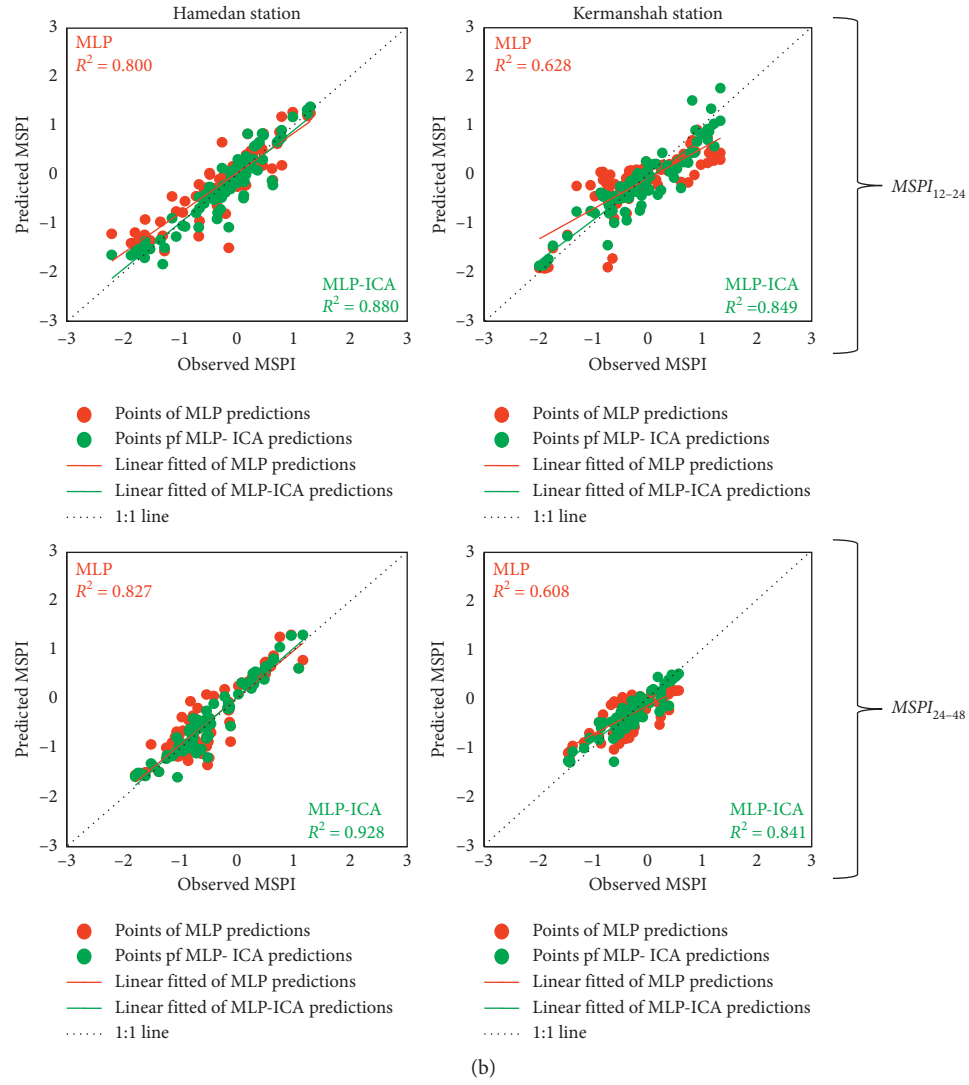 Hamedan station
Kermanshah station
MLP
R² = 0.800
MLP-ICA
R² = 0.880
Predicted MSPI
3
2
1
0
−1
−2
−3
−3 −2 −1 0 1 2 3
Observed MSPI
MLP
R² = 0.628
MLP-ICA
R² =0.849
Predicted MSPI
3
2
1
0
−1
−2
−3
−3 −2 −1 0 1 2 3
Observed MSPI
MSPI₁₂₋₂₄
Points of MLP predictions
Points pf MLP- ICA predictions
Linear fitted of MLP predictions
Linear fitted of MLP-ICA predictions
1:1 line
Points of MLP predictions
Points pf MLP- ICA predictions
Linear fitted of MLP predictions
Linear fitted of MLP-ICA predictions
1:1 line
MLP
R² = 0.827
MLP-ICA
R² = 0.928
Predicted MSPI
3
2
1
0
−1
−2
−3
−3 −2 −1 0 1 2 3
Observed MSPI
MLP
R² = 0.608
MLP-ICA
R² = 0.841
Predicted MSPI
3
2
1
0
−1
−2
−3
−3 −2 −1 0 1 2 3
Observed MSPI
MSPI₂₄₋₄₈
Points of MLP predictions
Points pf MLP- ICA predictions
Linear fitted of MLP predictions
Linear fitted of MLP-ICA predictions
1:1 line
Points of MLP predictions
Points pf MLP- ICA predictions
Linear fitted of MLP predictions
Linear fitted of MLP-ICA predictions
1:1 line
(b)